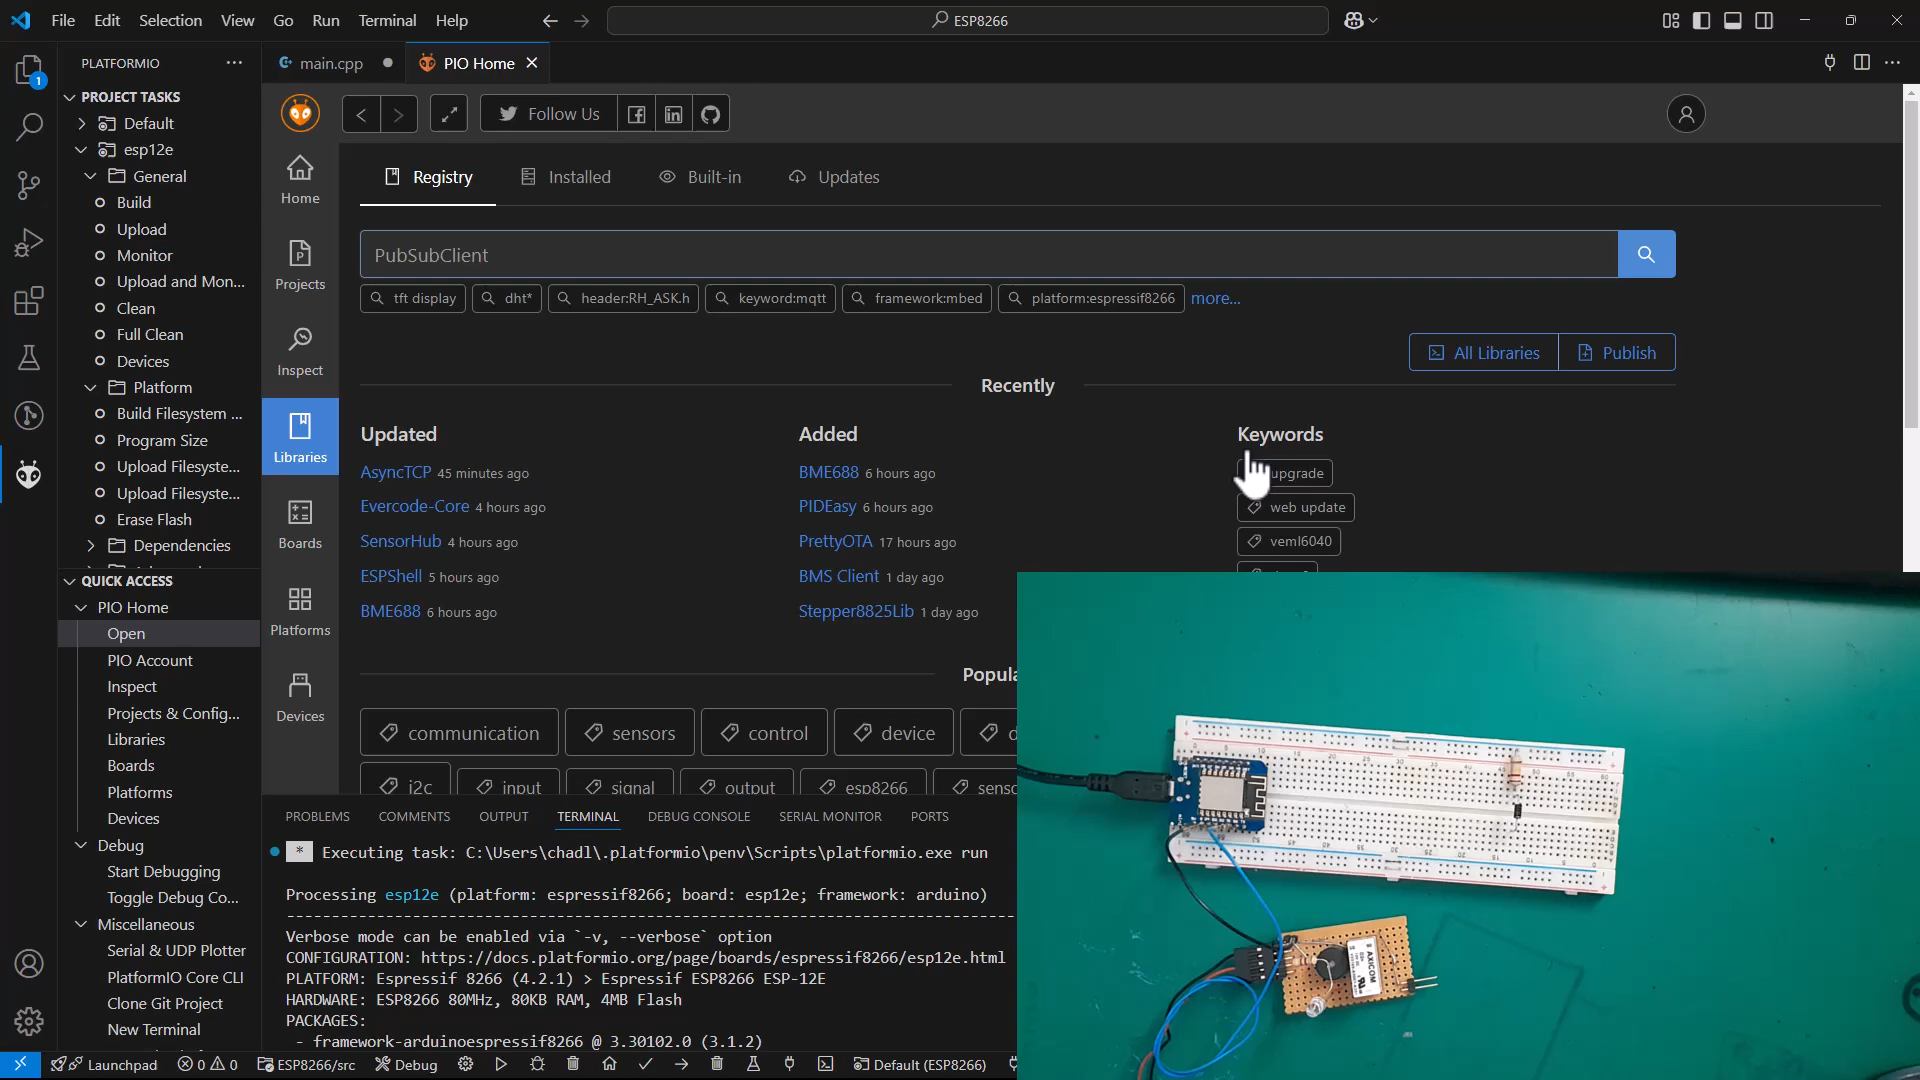 File Edit Selection View Go Run Terminal Help
ESP8266
PLATFORMIO
main.cpp
PIO Home
1
PROJECT TASKS
Default
esp12e
General
Build
Upload
Monitor
Upload and Mon...
Clean
Full Clean
Devices
Platform
Build Filesystem ...
Program Size
Upload Filesyste...
Upload Filesyste...
Erase Flash
Dependencies
QUICK ACCESS
PIO Home
Open
PIO Account
Inspect
Projects & Config...
Libraries
Boards
Platforms
Devices
Debug
Start Debugging
Toggle Debug Co...
Miscellaneous
Serial & UDP Plotter
PlatformIO Core CLI
Clone Git Project
New Terminal
Follow Us
Home
Projects
Inspect
Libraries
Boards
Platforms
Devices
Registry Installed Built-in Updates
PubSubClient
tft display dht* header:RH_ASK.h keyword:mqtt framework:mbed platform:espressif8266 more...
All Libraries Publish
Recently
Updated
AsyncTCP 45 minutes ago
Evercode-Core 4 hours ago
SensorHub 4 hours ago
ESPShell 5 hours ago
BME688 6 hours ago
Added
BME688 6 hours ago
PIDEasy 6 hours ago
PrettyOTA 17 hours ago
BMS Client 1 day ago
Stepper8825Lib 1 day ago
Keywords
upgrade
web update
veml6040
Popula
communication sensors control device d
i2c input signal output esp8266 senso
PROBLEMS COMMENTS OUTPUT TERMINAL DEBUG CONSOLE SERIAL MONITOR PORTS
* Executing task: C:\Users\chadl\.platformio\penv\Scripts\platformio.exe run
Processing esp12e (platform: espressif8266; board: esp12e; framework: arduino)
--------------------------------------------------------------------------------
Verbose mode can be enabled via `-v, --verbose` option
CONFIGURATION: https://docs.platformio.org/page/boards/espressif8266/esp12e.html
PLATFORM: Espressif 8266 (4.2.1) > Espressif ESP8266 ESP-12E
HARDWARE: ESP8266 80MHz, 80KB RAM, 4MB Flash
PACKAGES:
- framework-arduinoespressif8266 @ 3.30102.0 (3.1.2)
AXICOM
Launchpad 0 0 ESP8266/src Debug Default (ESP8266)